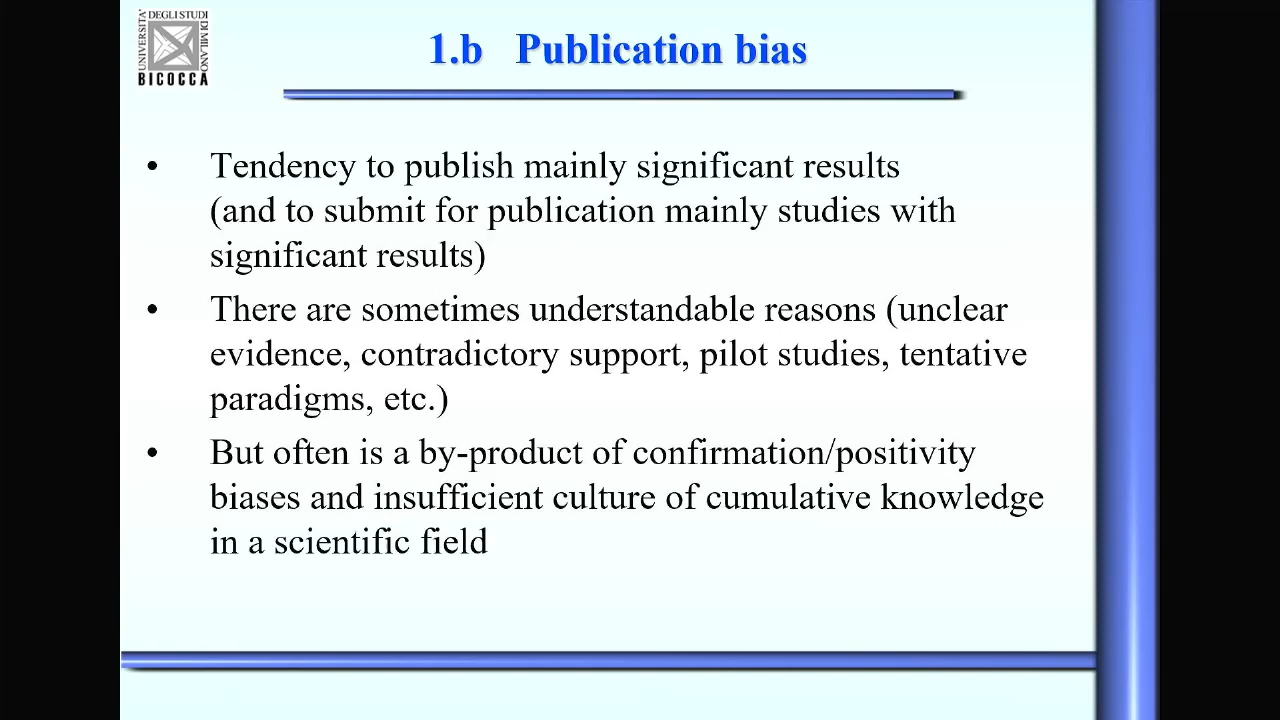 UNIVERSITA' DEGLI STUDI DI MILANO
BICOCCA
1.b Publication bias
• Tendency to publish mainly significant results
(and to submit for publication mainly studies with
significant results)
• There are sometimes understandable reasons (unclear
evidence, contradictory support, pilot studies, tentative
paradigms, etc.)
• But often is a by-product of confirmation/positivity
biases and insufficient culture of cumulative knowledge
in a scientific field